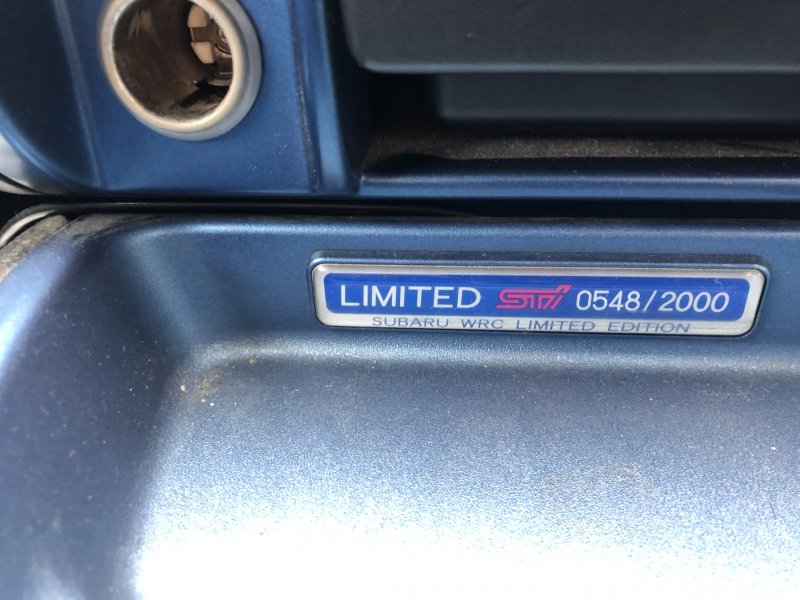 LIMITED STi 0548/2000
SUBARU WRC LIMITED EDITION